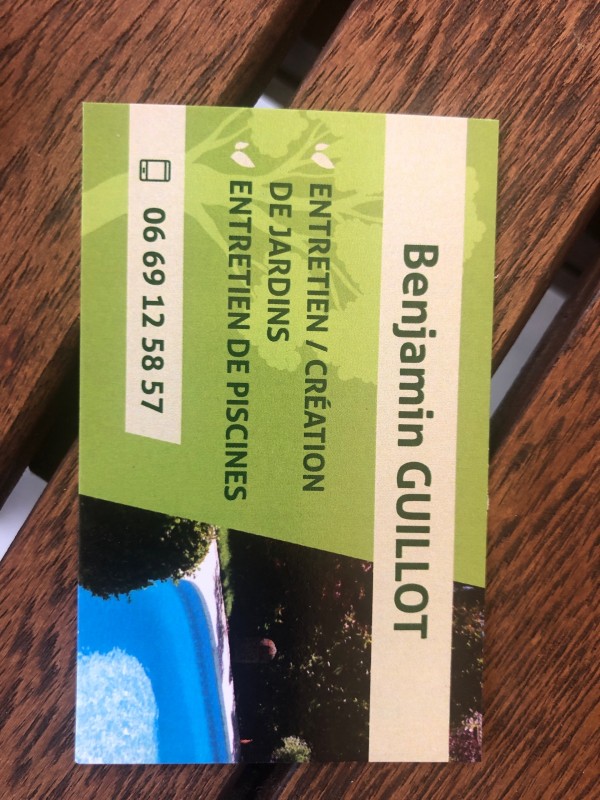 Benjamin GUILLOT
ENTRETIEN / CRÉATION
DE JARDINS
ENTRETIEN DE PISCINES
06 69 12 58 57